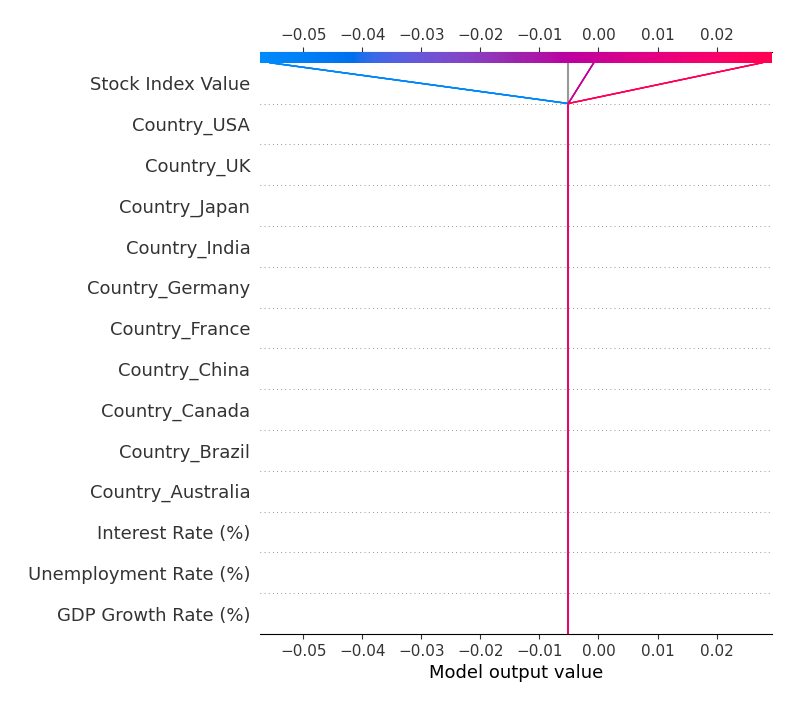 −0.05 −0.04 −0.03 −0.02 −0.01 0.00 0.01 0.02
Stock Index Value
Country_USA
Country_UK
Country_Japan
Country_India
Country_Germany
Country_France
Country_China
Country_Canada
Country_Brazil
Country_Australia
Interest Rate (%)
Unemployment Rate (%)
GDP Growth Rate (%)
−0.05 −0.04 −0.03 −0.02 −0.01 0.00 0.01 0.02
Model output value